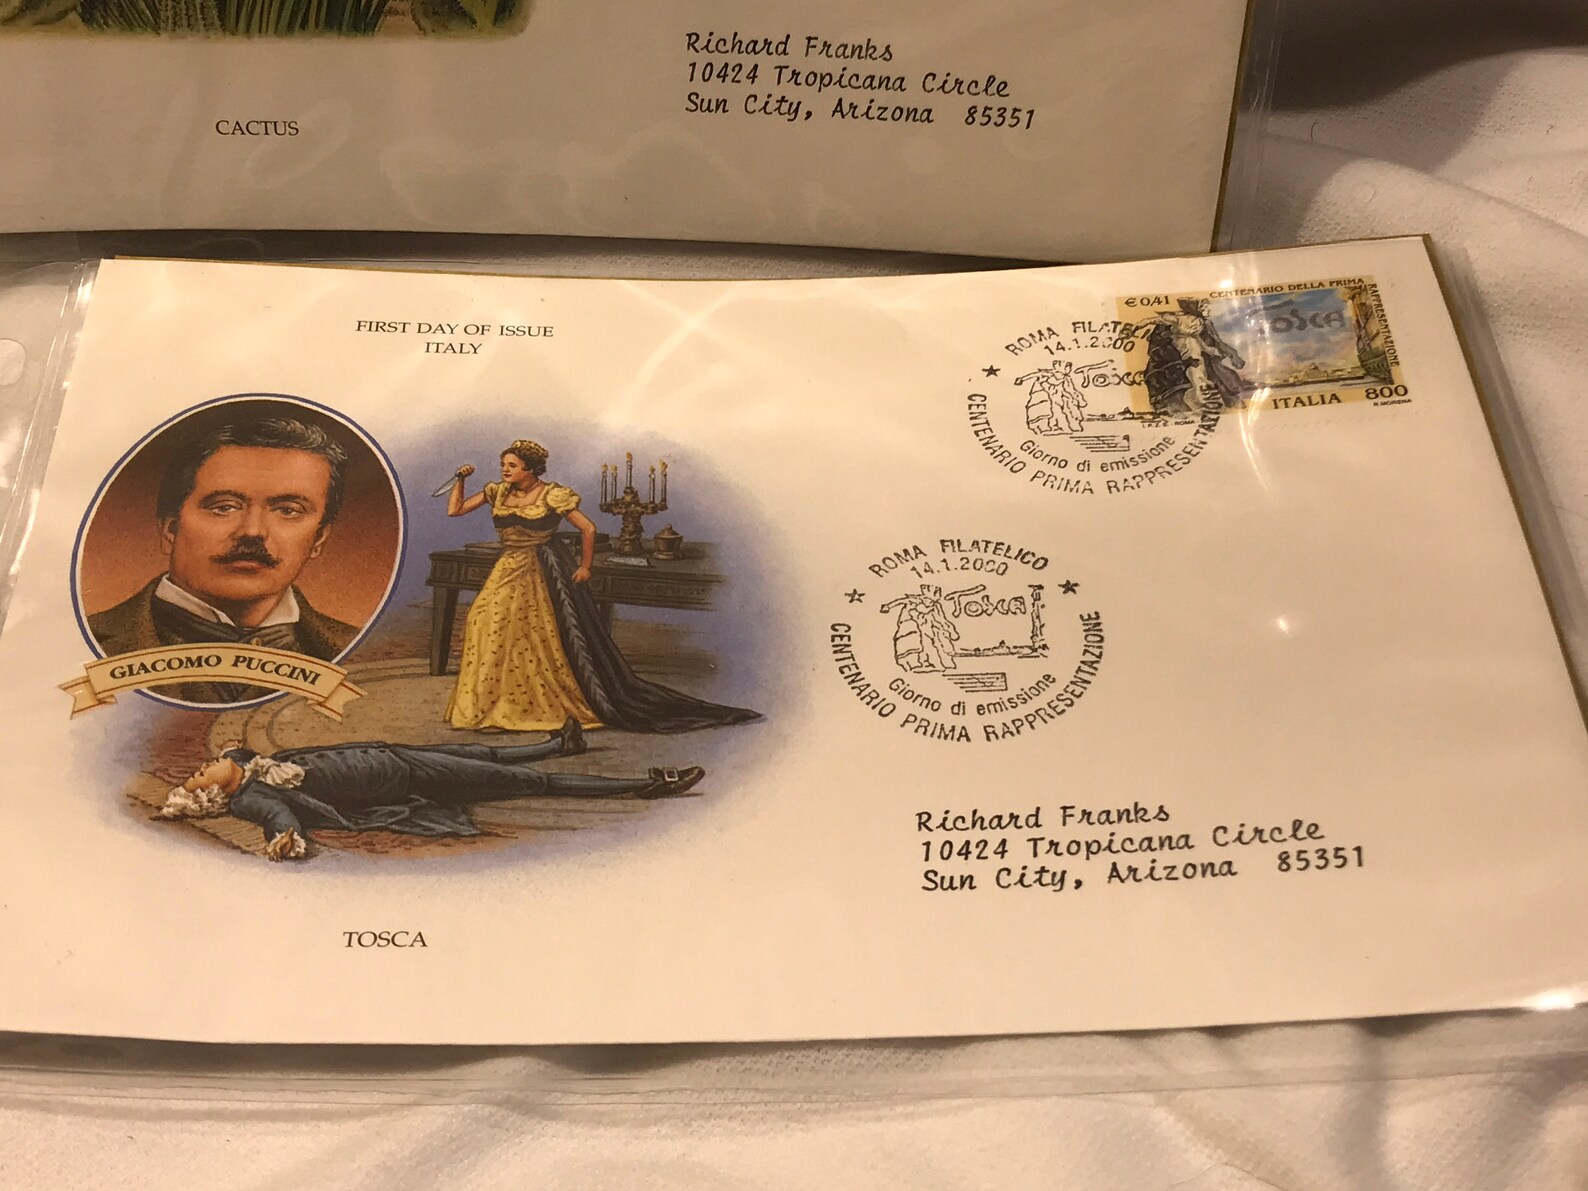 Richard Franks
10424 Tropicana Circle
Sun City, Arizona 85351
CACTUS
FIRST DAY OF ISSUE
ITALY
€ 0,41
CENTENARIO DELLA PRIMA
RAPPRESENTAZIONE
TOSCA
ITALIA
800
R. MORENA
I.P.Z.S. - ROMA
ROMA FILATELI
14.1.2000
Tosca
Giorno di emissione
CENTENARIO PRIMA RAPPRESENTAZIONE
ROMA FILATELICO
14.1.2000
TOSCA
Giorno di emissione
CENTENARIO PRIMA RAPPRESENTAZIONE
GIACOMO PUCCINI
Richard Franks
10424 Tropicana Circle
Sun City, Arizona 85351
TOSCA